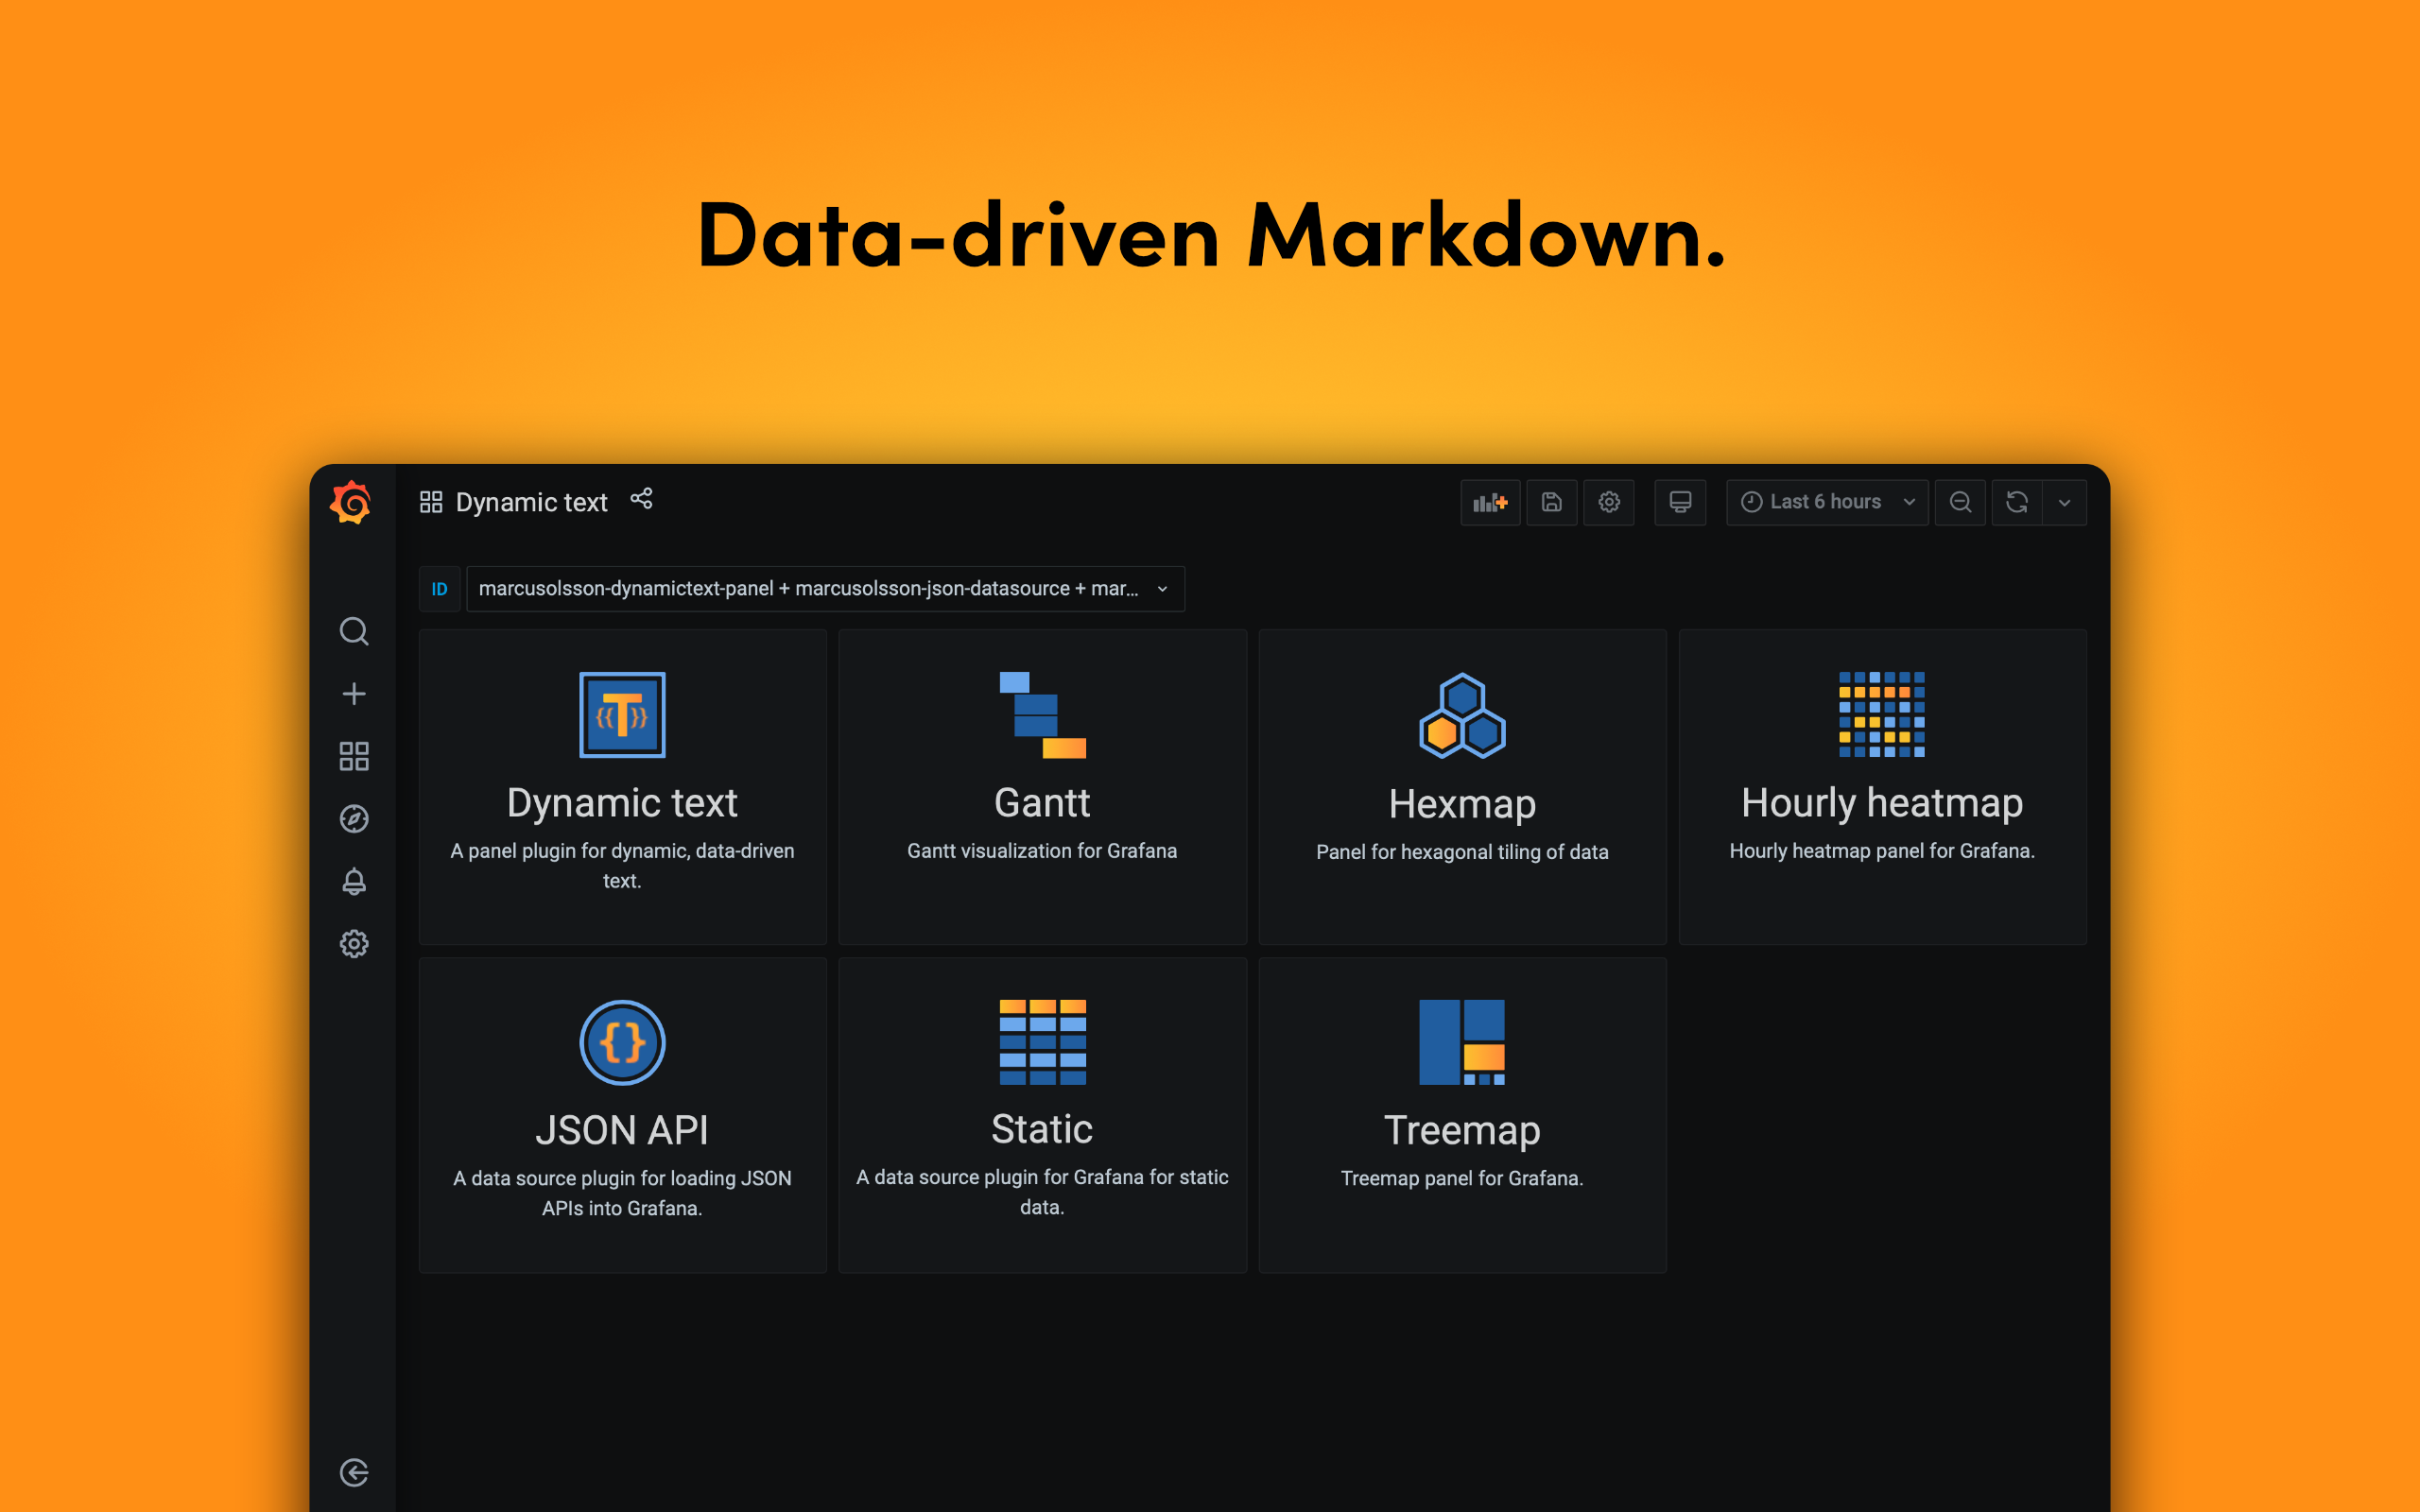 Data-driven Markdown.
Dynamic text
Last 6 hours
ID
marcusolsson-dynamictext-panel + marcusolsson-json-datasource + mar...
{{T}}
Dynamic text
A panel plugin for dynamic, data-driven
text.
Gantt
Gantt visualization for Grafana
Hexmap
Panel for hexagonal tiling of data
Hourly heatmap
Hourly heatmap panel for Grafana.
{}
JSON API
A data source plugin for loading JSON
APIs into Grafana.
Static
A data source plugin for Grafana for static
data.
Treemap
Treemap panel for Grafana.